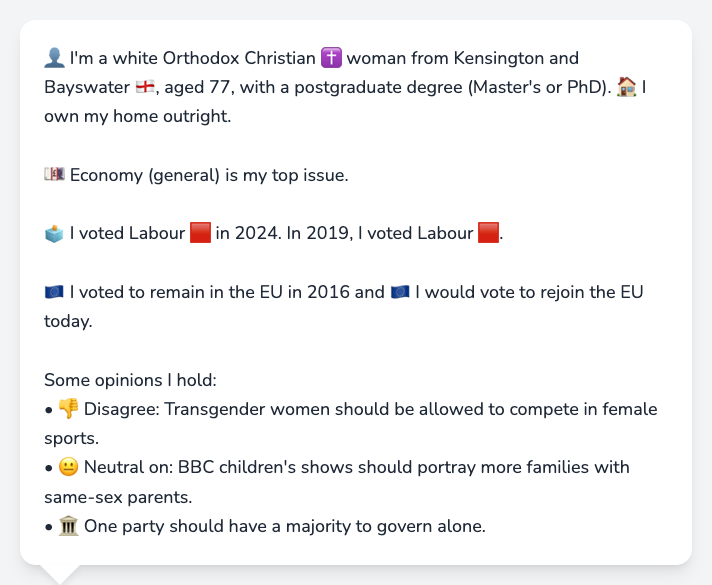 👤 I'm a white Orthodox Christian ✝️ woman from Kensington and
Bayswater 🏴󠁧󠁢󠁥󠁮󠁧󠁿, aged 77, with a postgraduate degree (Master's or PhD). 🏠 I
own my home outright.
💷 Economy (general) is my top issue.
🗳️ I voted Labour 🟥 in 2024. In 2019, I voted Labour 🟥.
🇪🇺 I voted to remain in the EU in 2016 and 🇪🇺 I would vote to rejoin the EU
today.
Some opinions I hold:
• 👎 Disagree: Transgender women should be allowed to compete in female
sports.
• 😐 Neutral on: BBC children's shows should portray more families with
same-sex parents.
• 🏛️ One party should have a majority to govern alone.